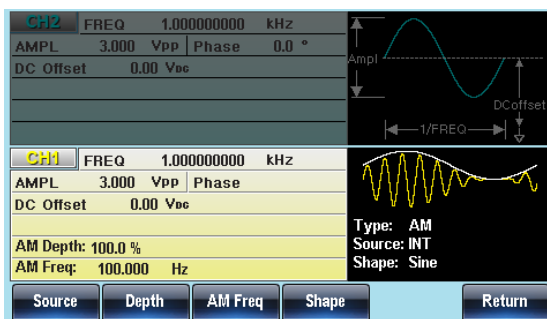 CH2 FREQ 1.000000000 kHz
AMPL 3.000 Vpp Phase 0.0 °
DC Offset 0.00 VDC
Ampl
DCoffset
1/FREQ
CH1 FREQ 1.000000000 kHz
AMPL 3.000 Vpp Phase
DC Offset 0.00 VDC
AM Depth: 100.0 %
AM Freq: 100.000 Hz
Type: AM
Source: INT
Shape: Sine
Source Depth AM Freq Shape Return